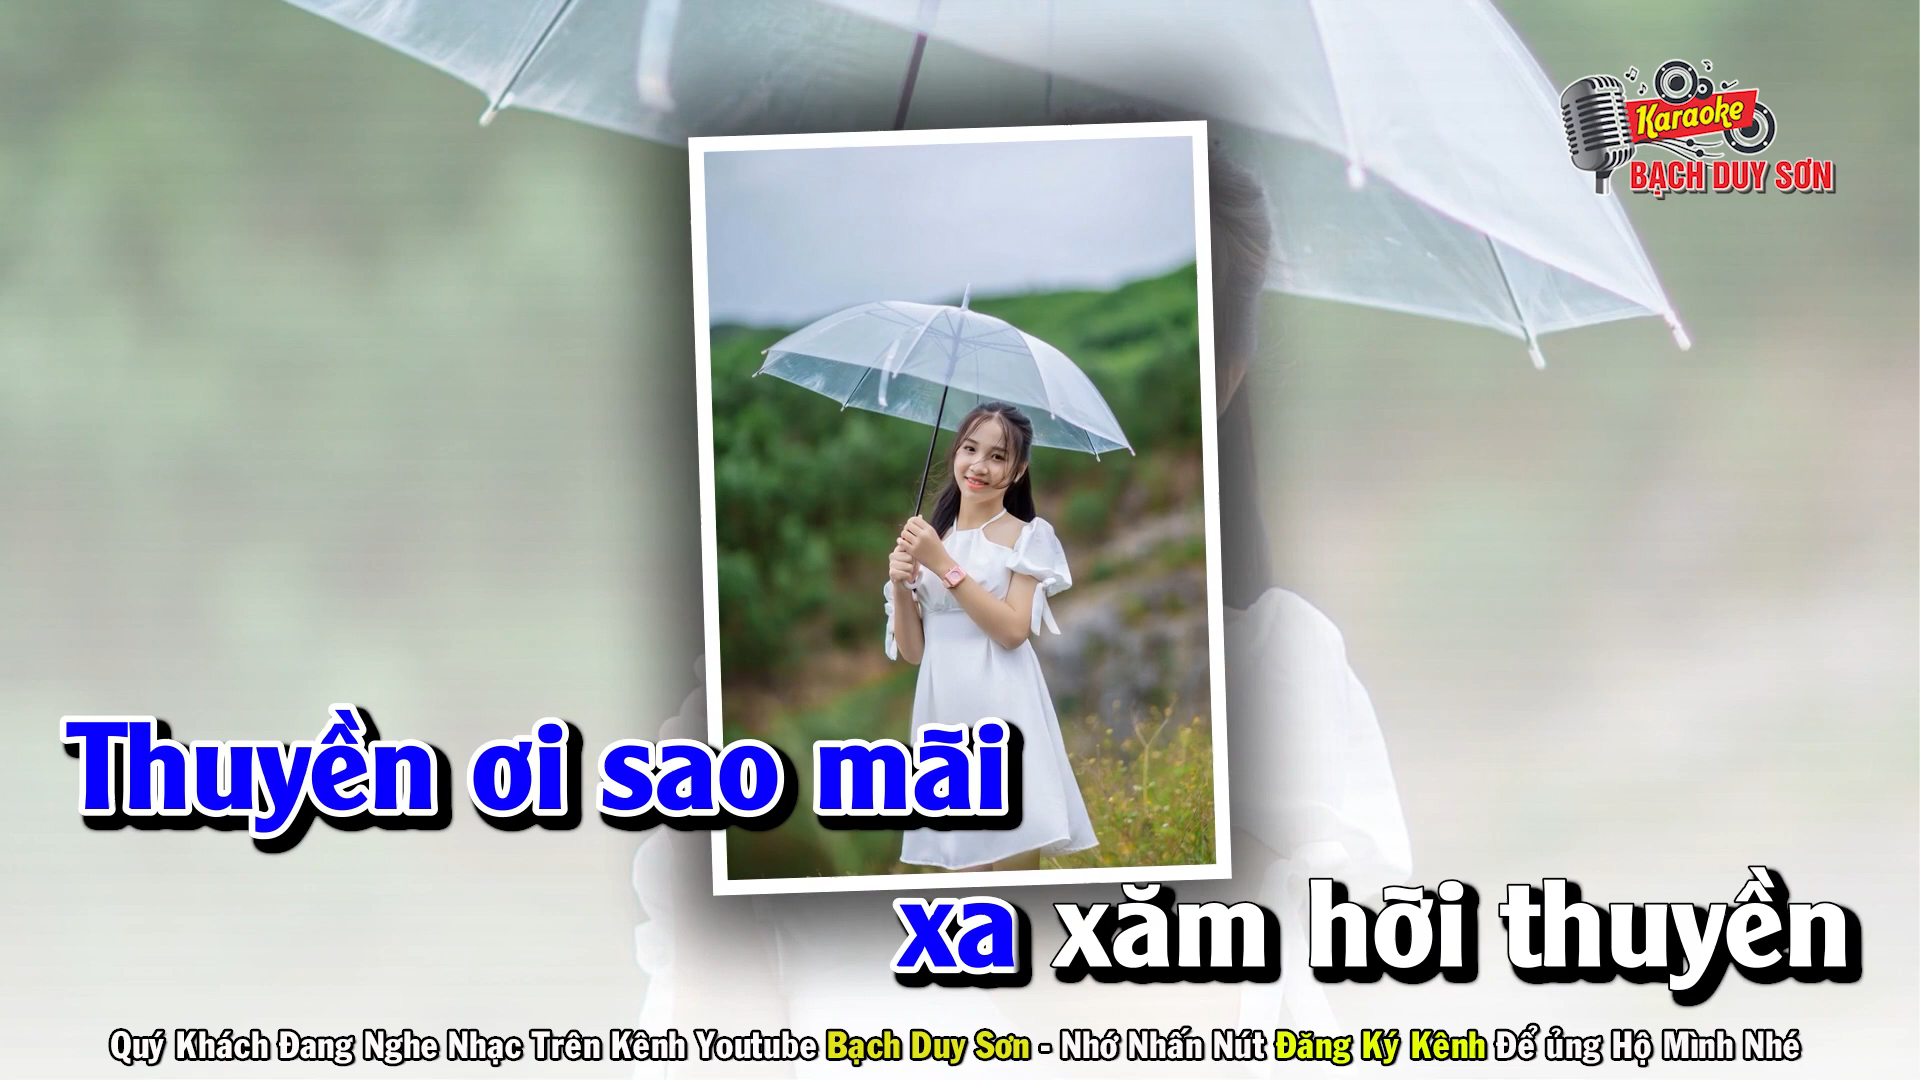 Karaoke
BẠCH DUY SƠN
Thuyền ơi sao mãi
xa xăm hỡi thuyền
Quý Khách Đang Nghe Nhạc Trên Kênh Youtube Bạch Duy Sơn - Nhớ Nhấn Nút Đăng Ký Kênh Để ủng Hộ Mình Nhé